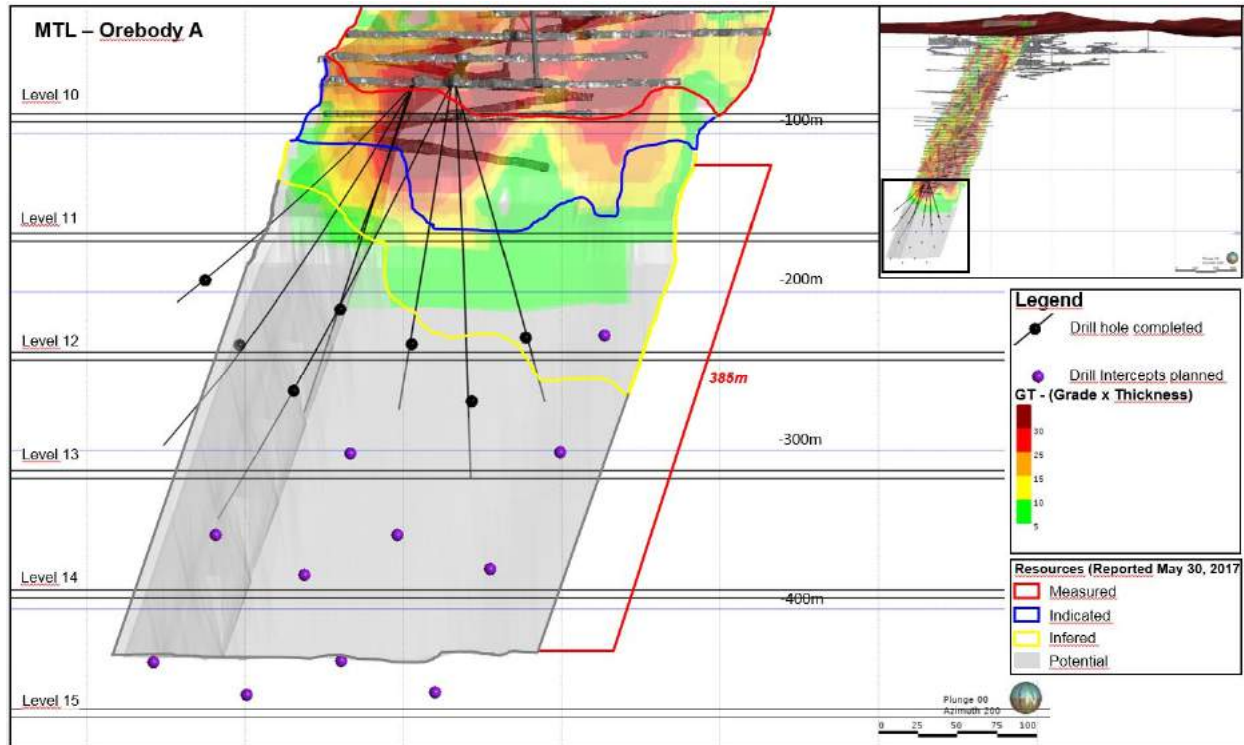 MTL – Orebody A
Level 10
-100m
Level 11
-200m
Level 12
385m
Level 13
-300m
Level 14
-400m
Level 15
Legend
Drill hole completed
Drill Intercepts planned
GT - (Grade x Thickness)
30
25
15
10
5
Resources (Reported May 30, 2017
Measured
Indicated
Infered
Potential
Plunge 00
Azimuth 200
0 25 50 75 100